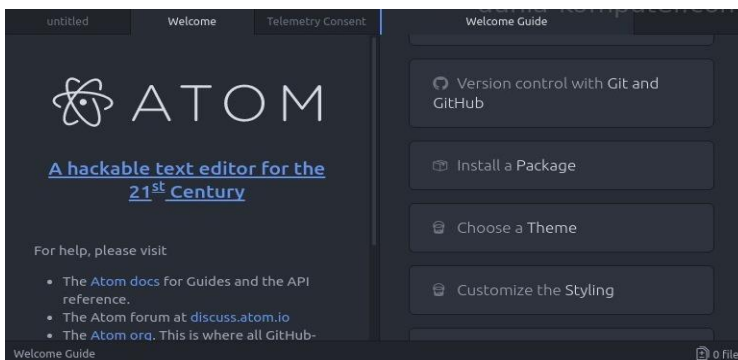 untitled
Welcome
Telemetry Consent
Welcome Guide
ATOM
A hackable text editor for the
21st Century
For help, please visit
• The Atom docs for Guides and the API
reference.
• The Atom forum at discuss.atom.io
• The Atom org. This is where all GitHub-
Version control with Git and
GitHub
Install a Package
Choose a Theme
Customize the Styling
Welcome Guide
0 file